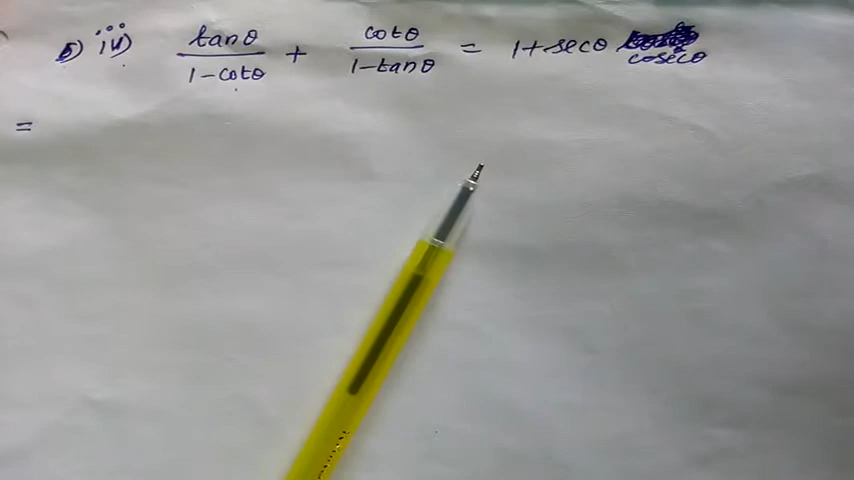 5) iii) tanθ/1-cotθ + cotθ/1-tanθ = 1+secθ cosecθ
=